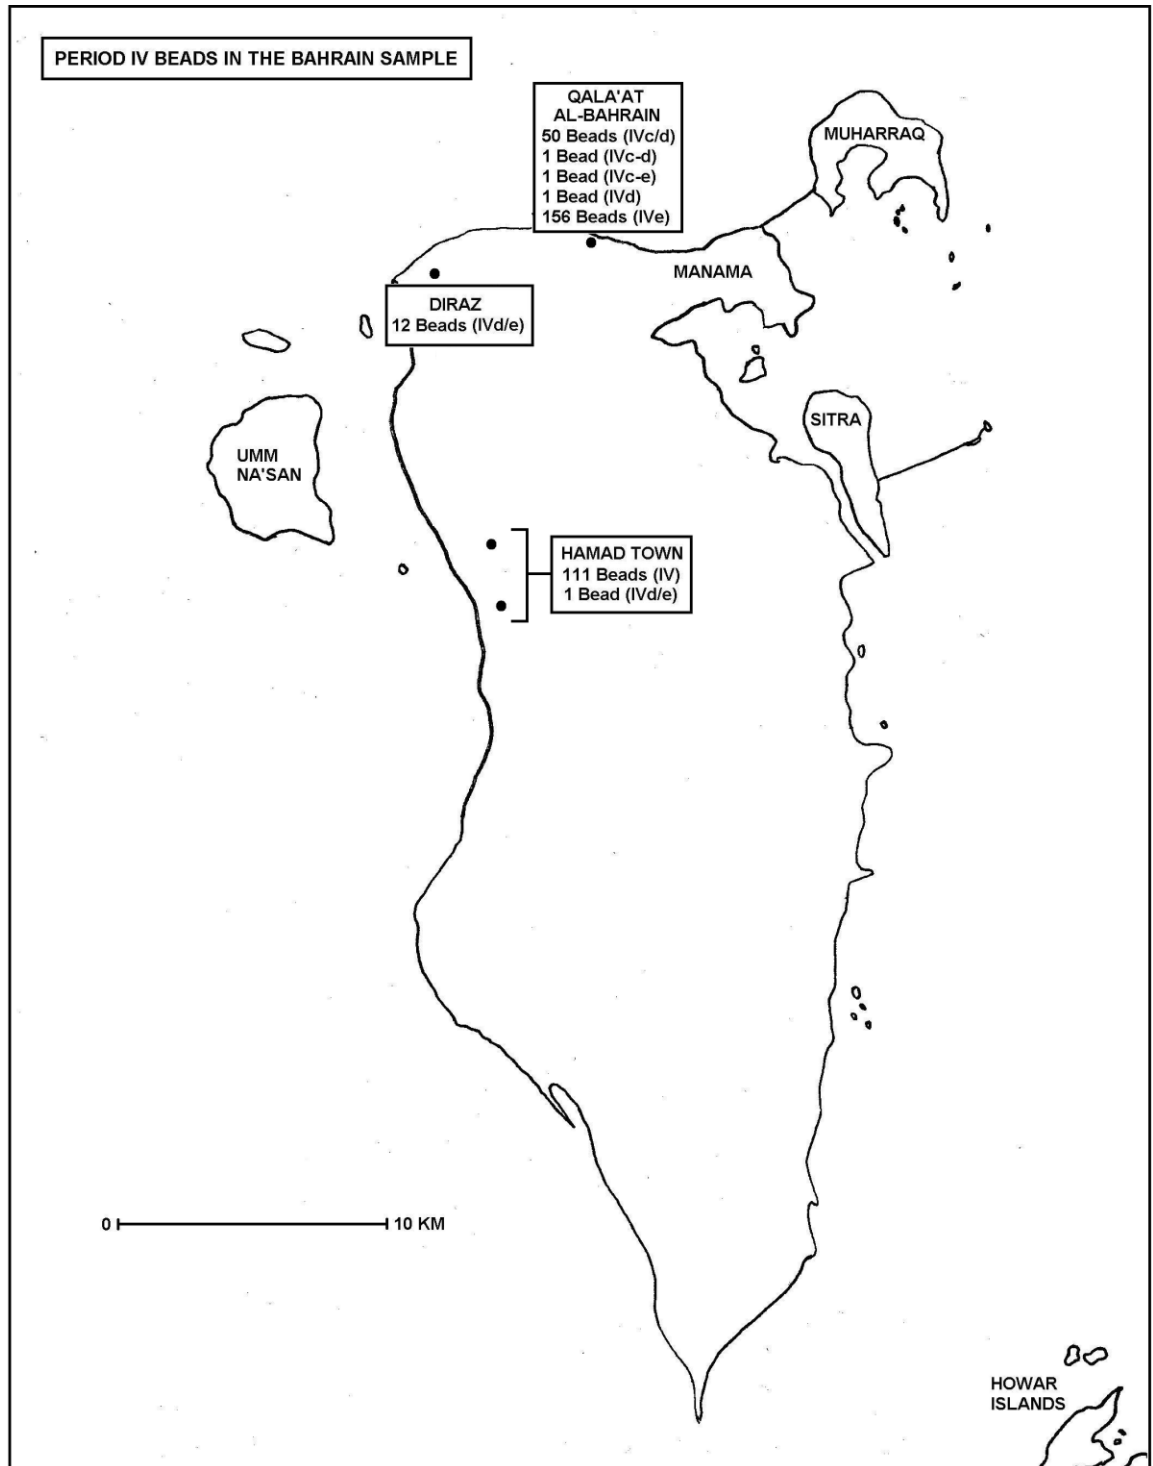 PERIOD IV BEADS IN THE BAHRAIN SAMPLE
QALA'AT
AL-BAHRAIN
50 Beads (IVc/d)
1 Bead (IVc-d)
1 Bead (IVc-e)
1 Bead (IVd)
156 Beads (IVe)
MUHARRAQ
MANAMA
DIRAZ
12 Beads (IVd/e)
SITRA
UMM
NA'SAN
HAMAD TOWN
111 Beads (IV)
1 Bead (IVd/e)
0 10 KM
HOWAR
ISLANDS